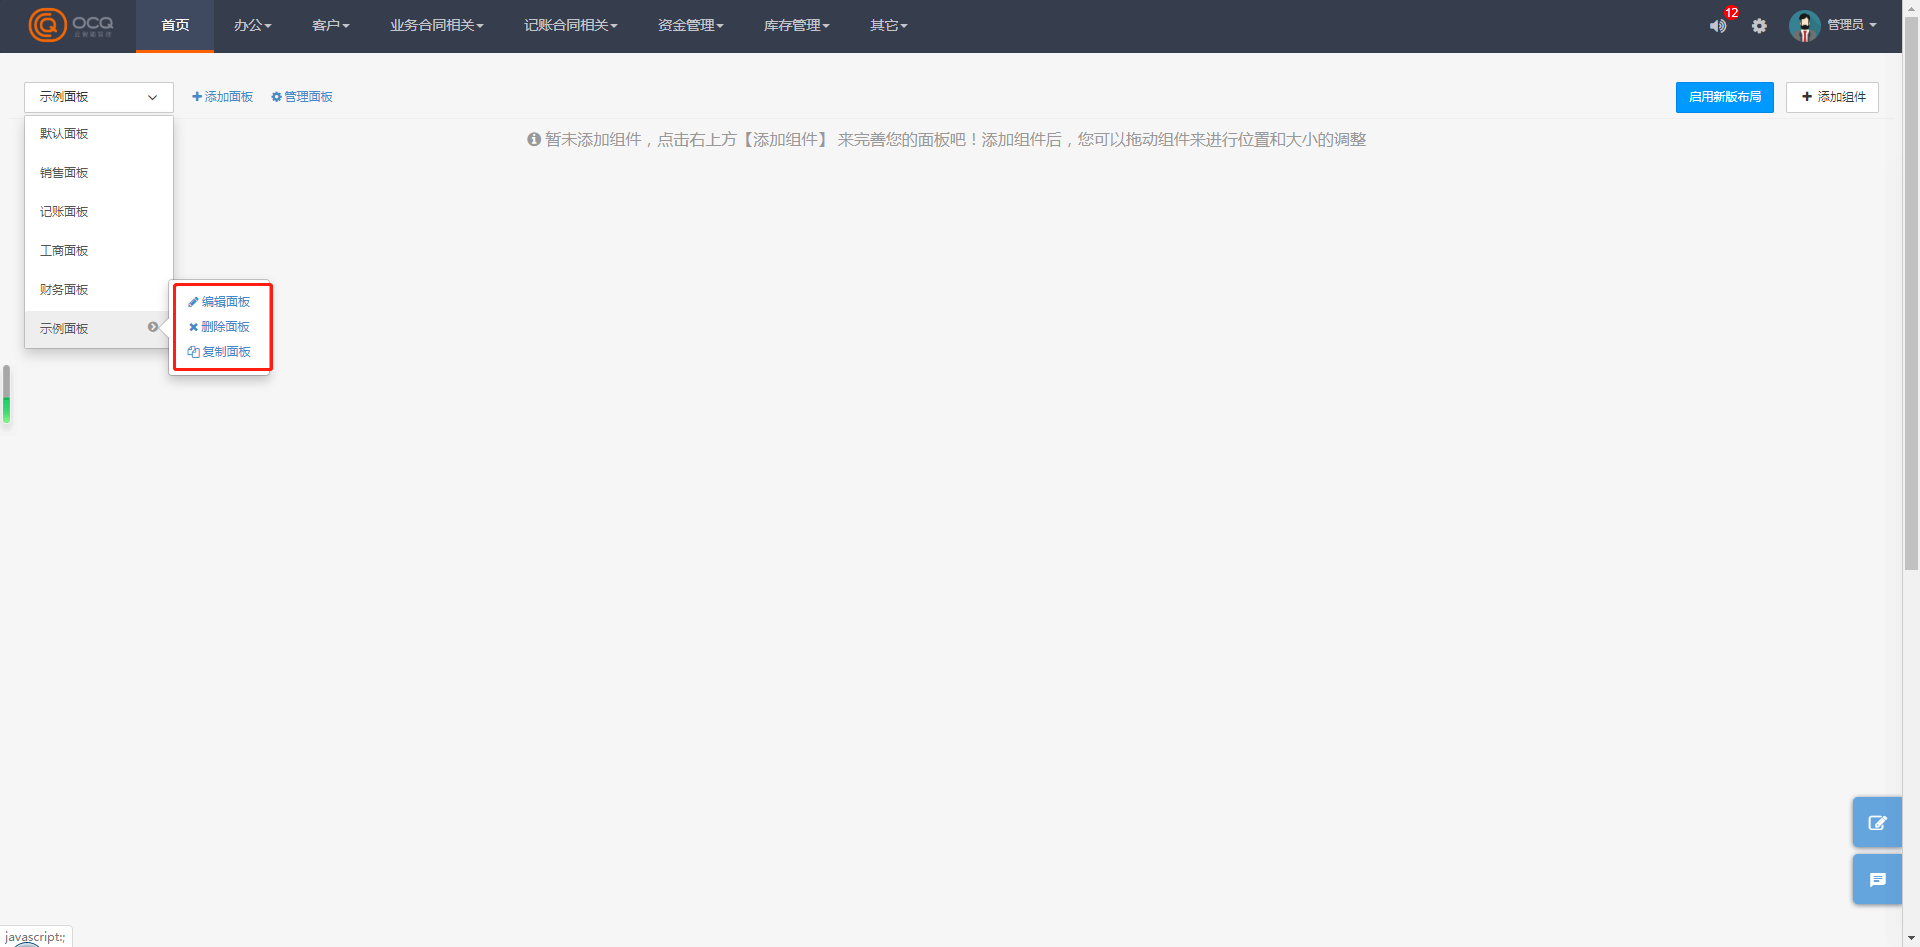 OCQ
首页
办公
客户
业务合同相关
记账合同相关
资金管理
库存管理
其它
12
管理员
示例面板
添加面板
管理面板
启用新版布局
添加组件
默认面板
销售面板
记账面板
工商面板
财务面板
示例面板
编辑面板
删除面板
复制面板
暂未添加组件，点击右上方【添加组件】 来完善您的面板吧！添加组件后，您可以拖动组件来进行位置和大小的调整
javascript:;